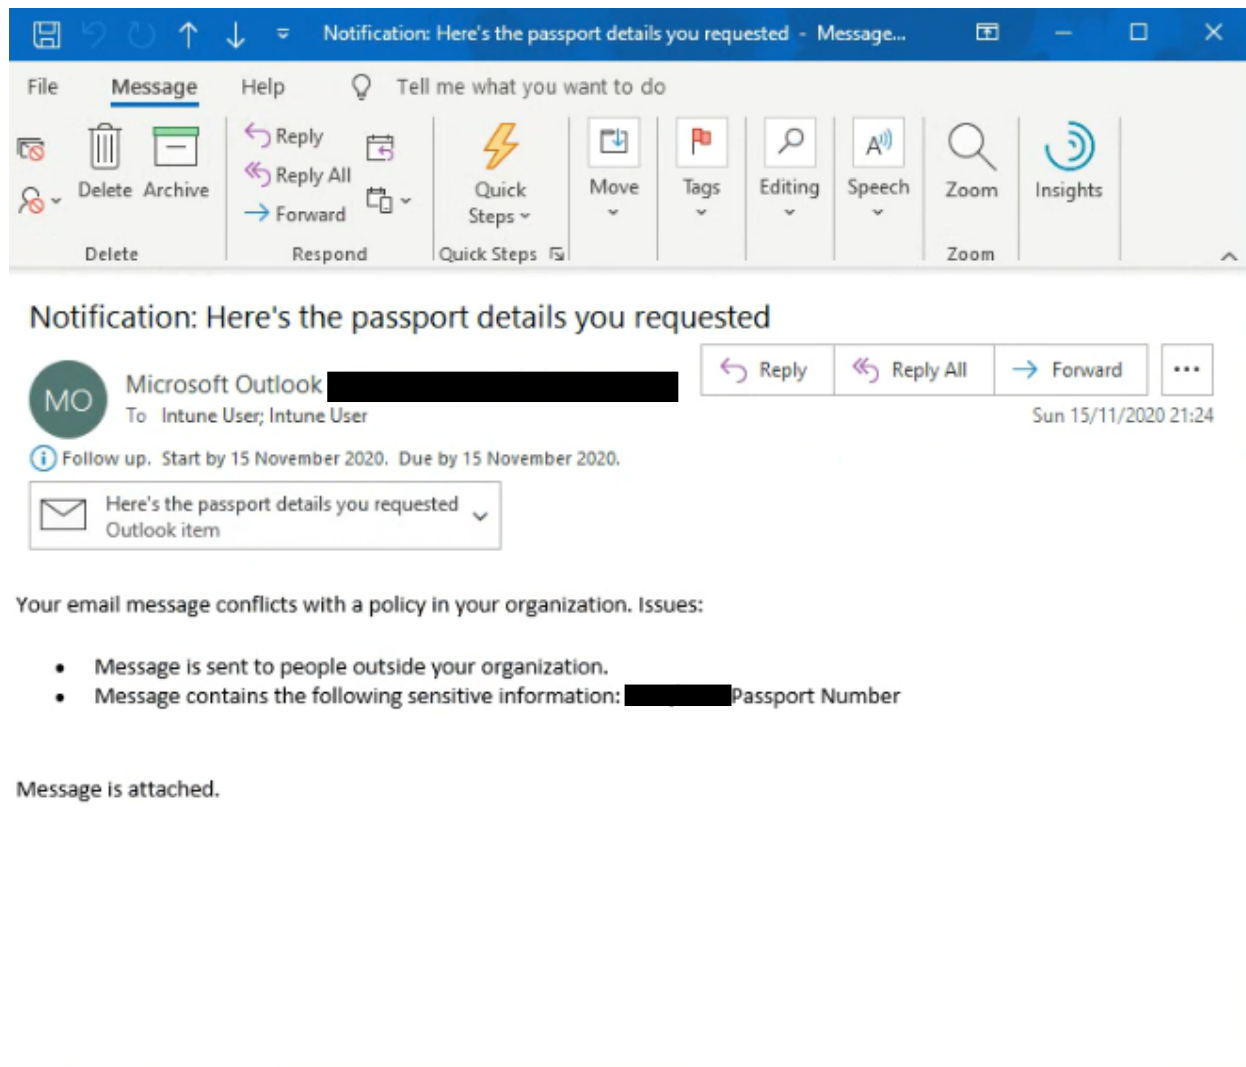 Notification: Here's the passport details you requested - Message...
File Message Help Tell me what you want to do
Delete Archive
Reply
Reply All
Forward
Quick Steps
Move
Tags
Editing
Speech
Zoom
Insights
Delete Respond Quick Steps Zoom
Notification: Here's the passport details you requested
MO
Microsoft Outlook
Reply Reply All Forward
To Intune User; Intune User
Sun 15/11/2020 21:24
Follow up. Start by 15 November 2020. Due by 15 November 2020.
Here's the passport details you requested
Outlook item
Your email message conflicts with a policy in your organization. Issues:
• Message is sent to people outside your organization.
• Message contains the following sensitive information: Passport Number
Message is attached.